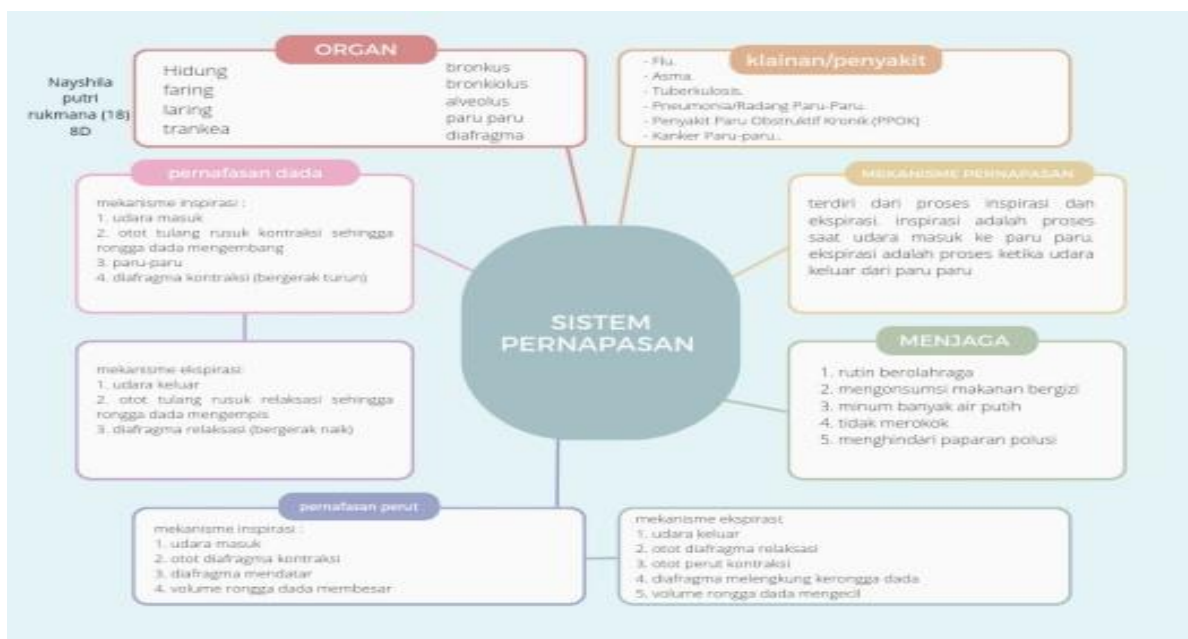 Nayshila
putri
rukmana (18)
8D
ORGAN
Hidung
faring
laring
trankea
bronkus
bronkiolus
alveolus
paru paru
diafragma
klainan/penyakit
- Flu.
- Asma.
- Tuberkulosis.
- Pneumonia/Radang Paru-Paru.
- Penyakit Paru Obstruktif Kronik (PPOK)
- Kanker Paru-paru..
pernafasan dada
mekanisme inspirasi :
1. udara masuk
2. otot tulang rusuk kontraksi sehingga
rongga dada mengembang
3. paru-paru
4. diafragma kontraksi (bergerak turun)
MEKANISME PERNAPASAN
terdiri dari proses inspirasi dan
ekspirasi. inspirasi adalah proses
saat udara masuk ke paru paru.
ekspirasi adalah proses ketika udara
keluar dari paru paru
SISTEM
PERNAPASAN
mekanisme ekspirasi:
1. udara keluar
2. otot tulang rusuk relaksasi sehingga
rongga dada mengempis
3. diafragma relaksasi (bergerak naik)
MENJAGA
1. rutin berolahraga
2. mengonsumsi makanan bergizi
3. minum banyak air putih
4. tidak merokok
5. menghindari paparan polusi
pernafasan perut
mekanisme inspirasi :
1. udara masuk
2. otot diafragma kontraksi
3. diafragma mendatar
4. volume rongga dada membesar
mekanisme ekspirasi:
1. udara keluar
2. otot diafragma relaksasi
3. otot perut kontraksi
4. diafragma melengkung kerongga dada
5. volume rongga dada mengecil